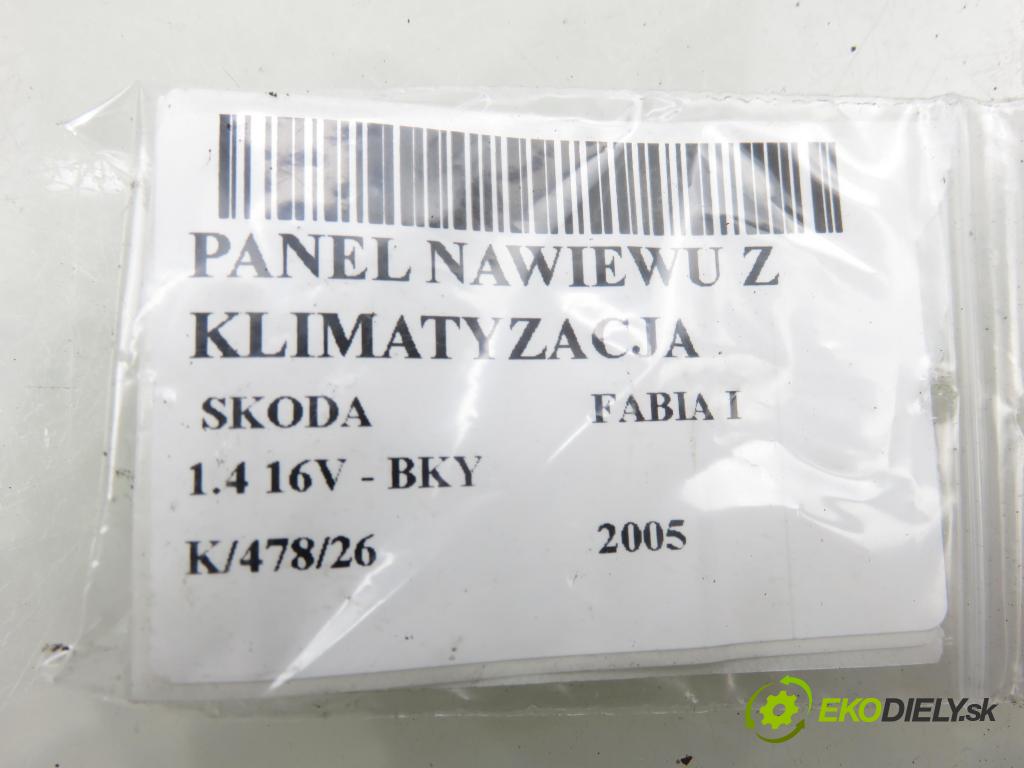 PANEL NAWIEWU Z
KLIMATYZACJA
SKODA FABIA I
1.4 16V - BKY
K/478/26 2005
EKODIELY.sk